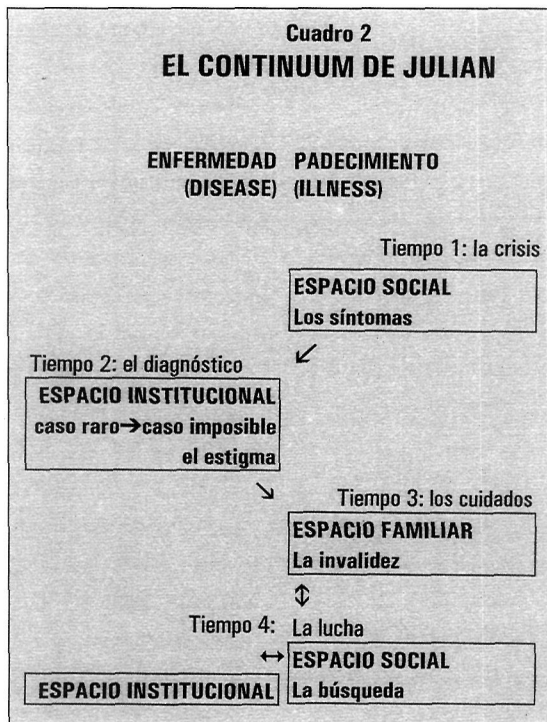 Cuadro 2
EL CONTINUUM DE JULIAN
ENFERMEDAD PADECIMIENTO
(DISEASE) (ILLNESS)
Tiempo 1: la crisis
ESPACIO SOCIAL
Los síntomas
↙
Tiempo 2: el diagnóstico
ESPACIO INSTITUCIONAL
caso raro→caso imposible
el estigma
↘
Tiempo 3: los cuidados
ESPACIO FAMILIAR
La invalidez
↕
Tiempo 4: La lucha
↔ ESPACIO SOCIAL
ESPACIO INSTITUCIONAL La búsqueda